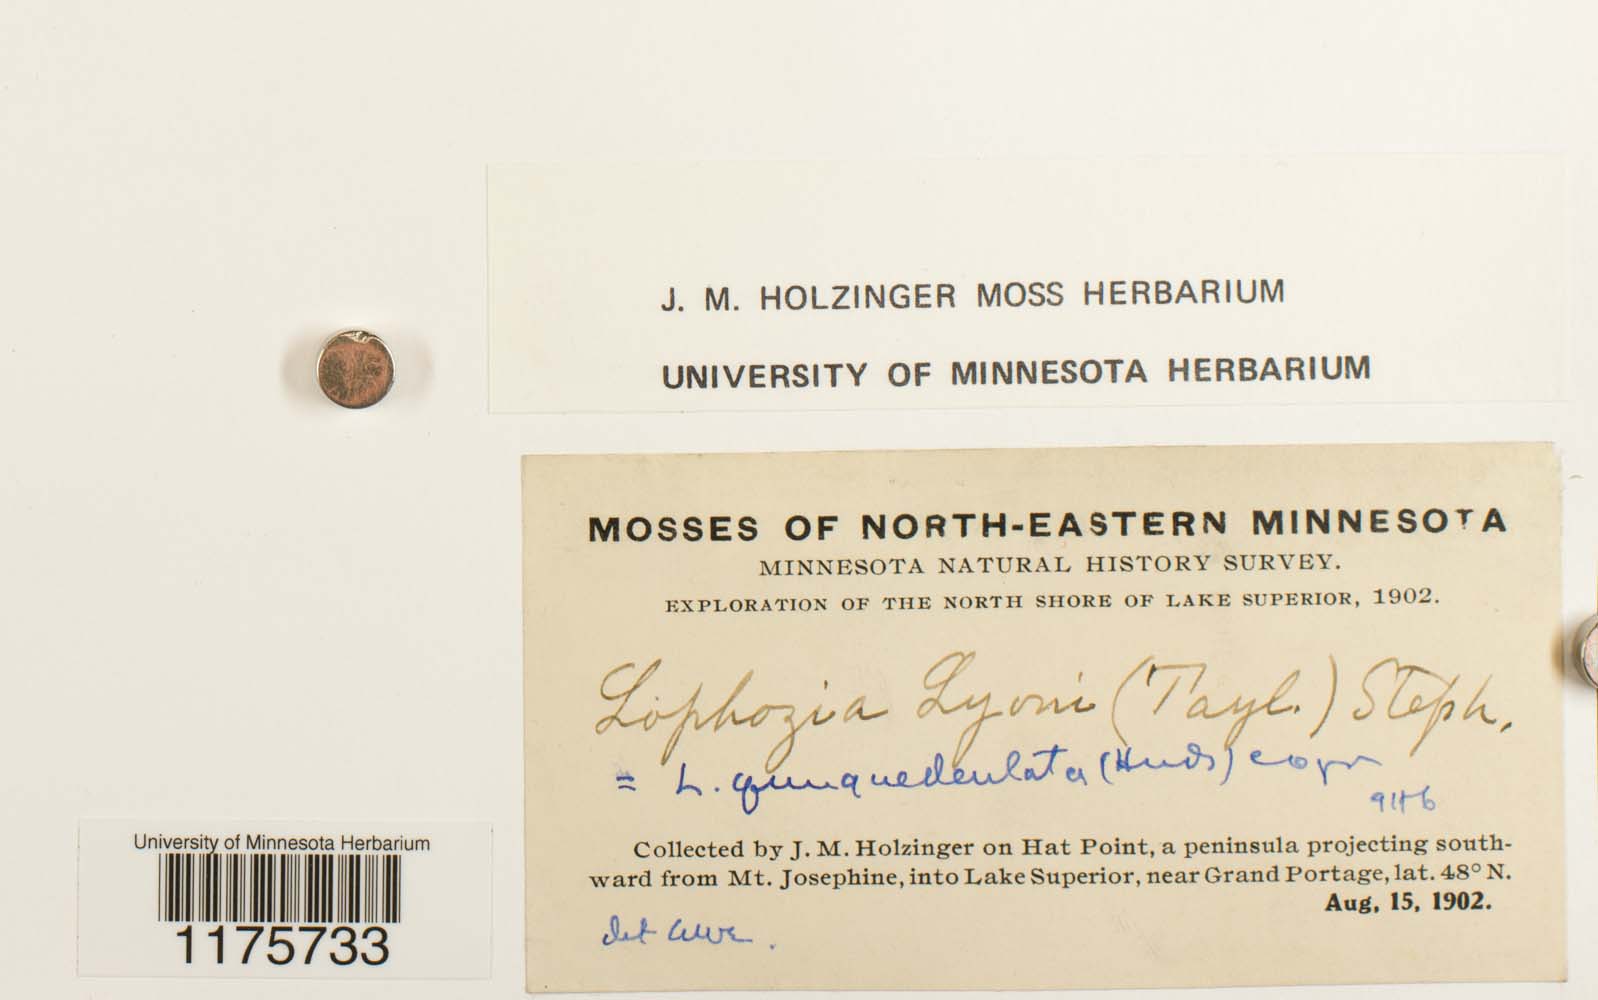 J. M. HOLZINGER MOSS HERBARIUM
UNIVERSITY OF MINNESOTA HERBARIUM
MOSSES OF NORTH-EASTERN MINNESOTA
MINNESOTA NATURAL HISTORY SURVEY.
EXPLORATION OF THE NORTH SHORE OF LAKE SUPERIOR, 1902.
Lophozia Lyoni (Tayl.) Steph.
= L. quinquedentata (Huds) cogn
Collected by J. M. Holzinger on Hat Point, a peninsula projecting south-
ward from Mt. Josephine, into Lake Superior, near Grand Portage, lat. 48° N.
Aug, 15, 1902.
det
University of Minnesota Herbarium
1175733